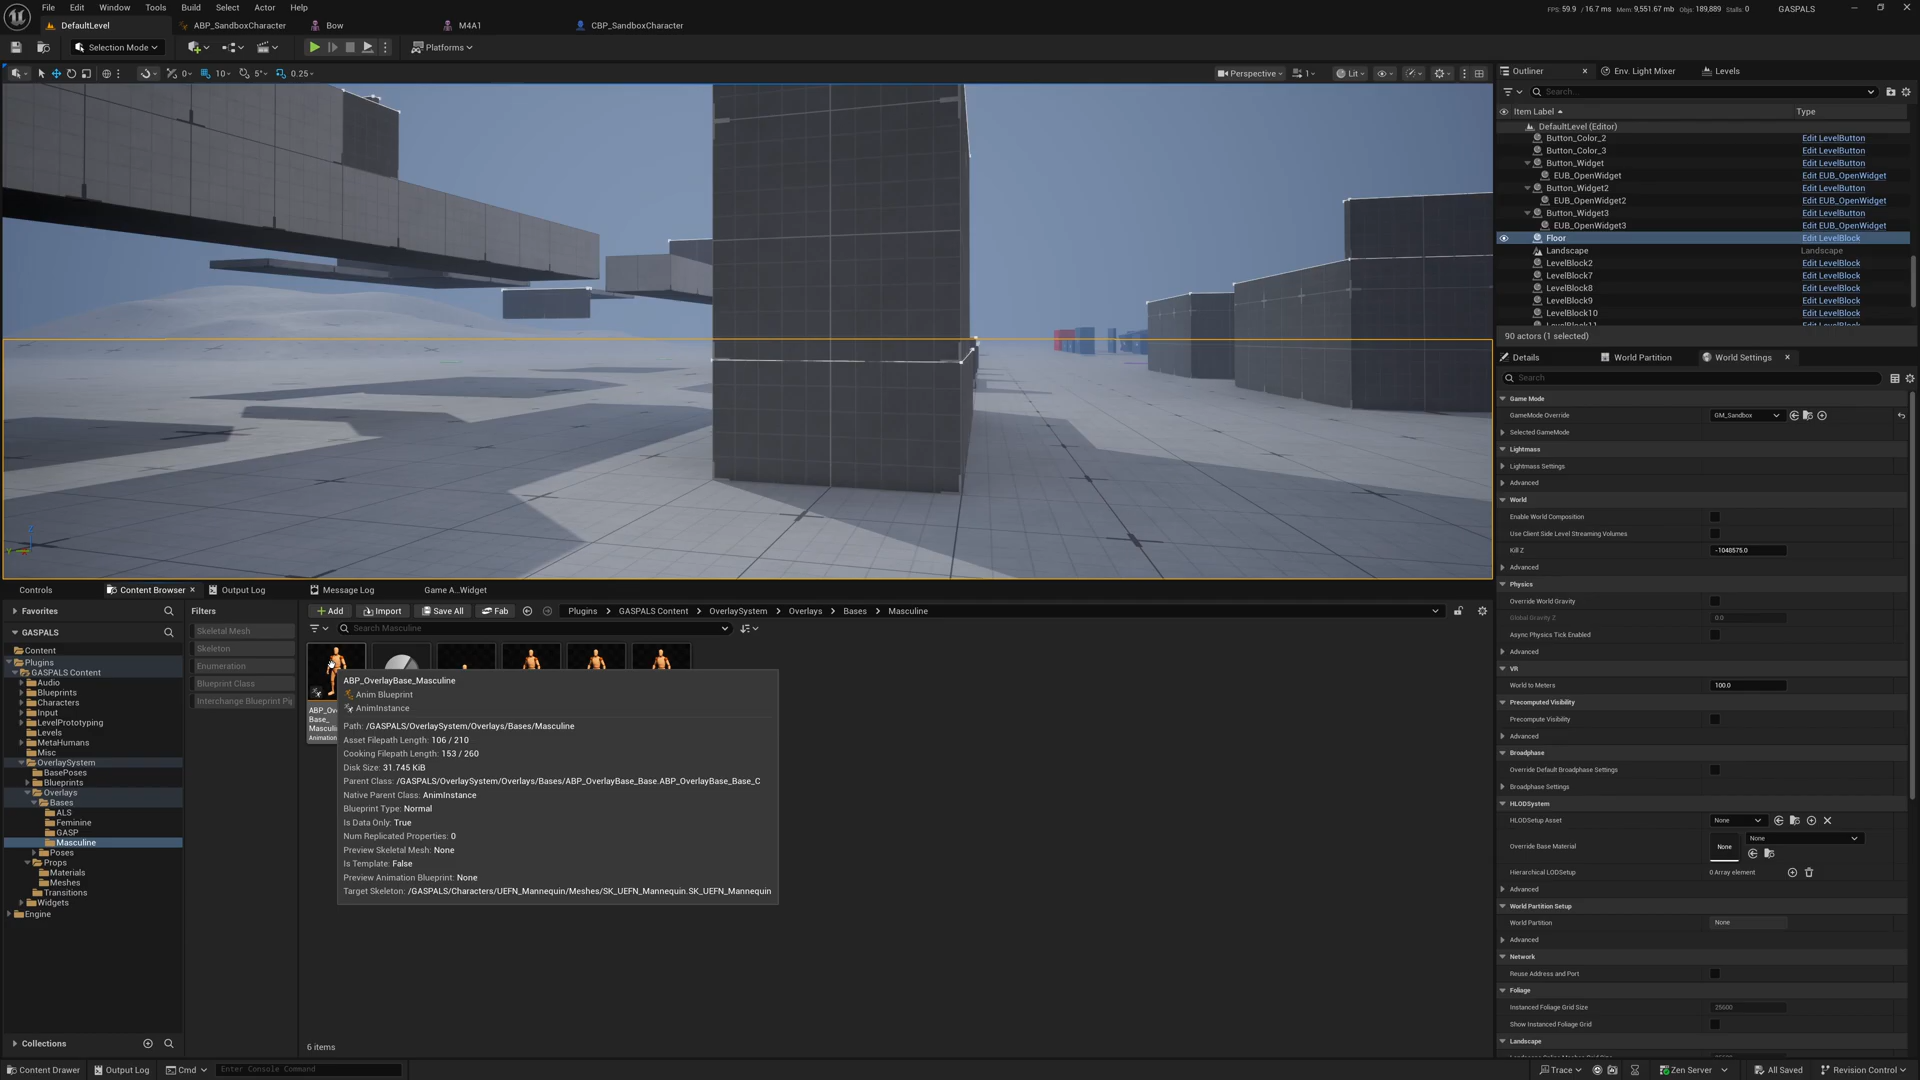 File Edit Window Tools Build Select Actor Help
FPS: 59.9 / 16.7 ms Mem: 9,551.67 mb Objs: 189,889 Stalls: 0
GASPALS
DefaultLevel ABP_SandboxCharacter Bow M4A1 CBP_SandboxCharacter
Selection Mode Platforms
0 10 5° 0.25 Perspective 1 Lit
Outliner Env. Light Mixer Levels
Search...
Item Label Type
DefaultLevel (Editor)
Button_Color_2 Edit LevelButton
Button_Color_3 Edit LevelButton
Button_Widget Edit LevelButton
EUB_OpenWidget Edit EUB_OpenWidget
Button_Widget2 Edit LevelButton
EUB_OpenWidget2 Edit EUB_OpenWidget
Button_Widget3 Edit LevelButton
EUB_OpenWidget3 Edit EUB_OpenWidget
Floor Edit LevelBlock
Landscape Landscape
LevelBlock2 Edit LevelBlock
LevelBlock7 Edit LevelBlock
LevelBlock8 Edit LevelBlock
LevelBlock9 Edit LevelBlock
LevelBlock10 Edit LevelBlock
LevelBlock11 Edit LevelBlock
90 actors (1 selected)
Details World Partition World Settings
Search
Game Mode
GameMode Override GM_Sandbox
Selected GameMode
Lightmass
Lightmass Settings
Advanced
World
Enable World Composition
Use Client Side Level Streaming Volumes
Kill Z -1048575.0
Advanced
Physics
Override World Gravity
Global Gravity Z 0.0
Async Physics Tick Enabled
Advanced
VR
World to Meters 100.0
Precomputed Visibility
Precompute Visibility
Advanced
Broadphase
Override Default Broadphase Settings
Broadphase Settings
HLODSystem
HLODSetup Asset None
None
Override Base Material None
Hierarchical LODSetup 0 Array element
Advanced
World Partition Setup
World Partition None
Advanced
Network
Reuse Address and Port
Foliage
Instanced Foliage Grid Size 25600
Show Instanced Foliage Grid
Landscape
Controls Content Browser Output Log Message Log Game A...Widget
Favorites
GASPALS
Content
Plugins
GASPALS Content
Audio
Blueprints
Characters
Input
LevelPrototyping
Levels
MetaHumans
Misc
OverlaySystem
BasePoses
Blueprints
Overlays
Bases
ALS
Feminine
GASP
Masculine
Poses
Props
Materials
Meshes
Transitions
Widgets
Engine
Collections
Filters
Skeletal Mesh
Skeleton
Enumeration
Blueprint Class
Interchange Blueprint Pip
Add Import Save All Fab Plugins GASPALS Content OverlaySystem Overlays Bases Masculine
Search Masculine
ABP_OverlayBase_Masculine
Anim Blueprint
AnimInstance
Path: /GASPALS/OverlaySystem/Overlays/Bases/Masculine
Asset Filepath Length: 106 / 210
Cooking Filepath Length: 153 / 260
Disk Size: 31.745 KiB
Parent Class: /GASPALS/OverlaySystem/Overlays/Bases/ABP_OverlayBase_Base.ABP_OverlayBase_Base_C
Native Parent Class: AnimInstance
Blueprint Type: Normal
Is Data Only: True
Num Replicated Properties: 0
Preview Skeletal Mesh: None
Is Template: False
Preview Animation Blueprint: None
Target Skeleton: /GASPALS/Characters/UEFN_Mannequin/Meshes/SK_UEFN_Mannequin.SK_UEFN_Mannequin
6 items
Content Drawer Output Log Cmd Enter Console Command
Trace Zen Server All Saved Revision Control